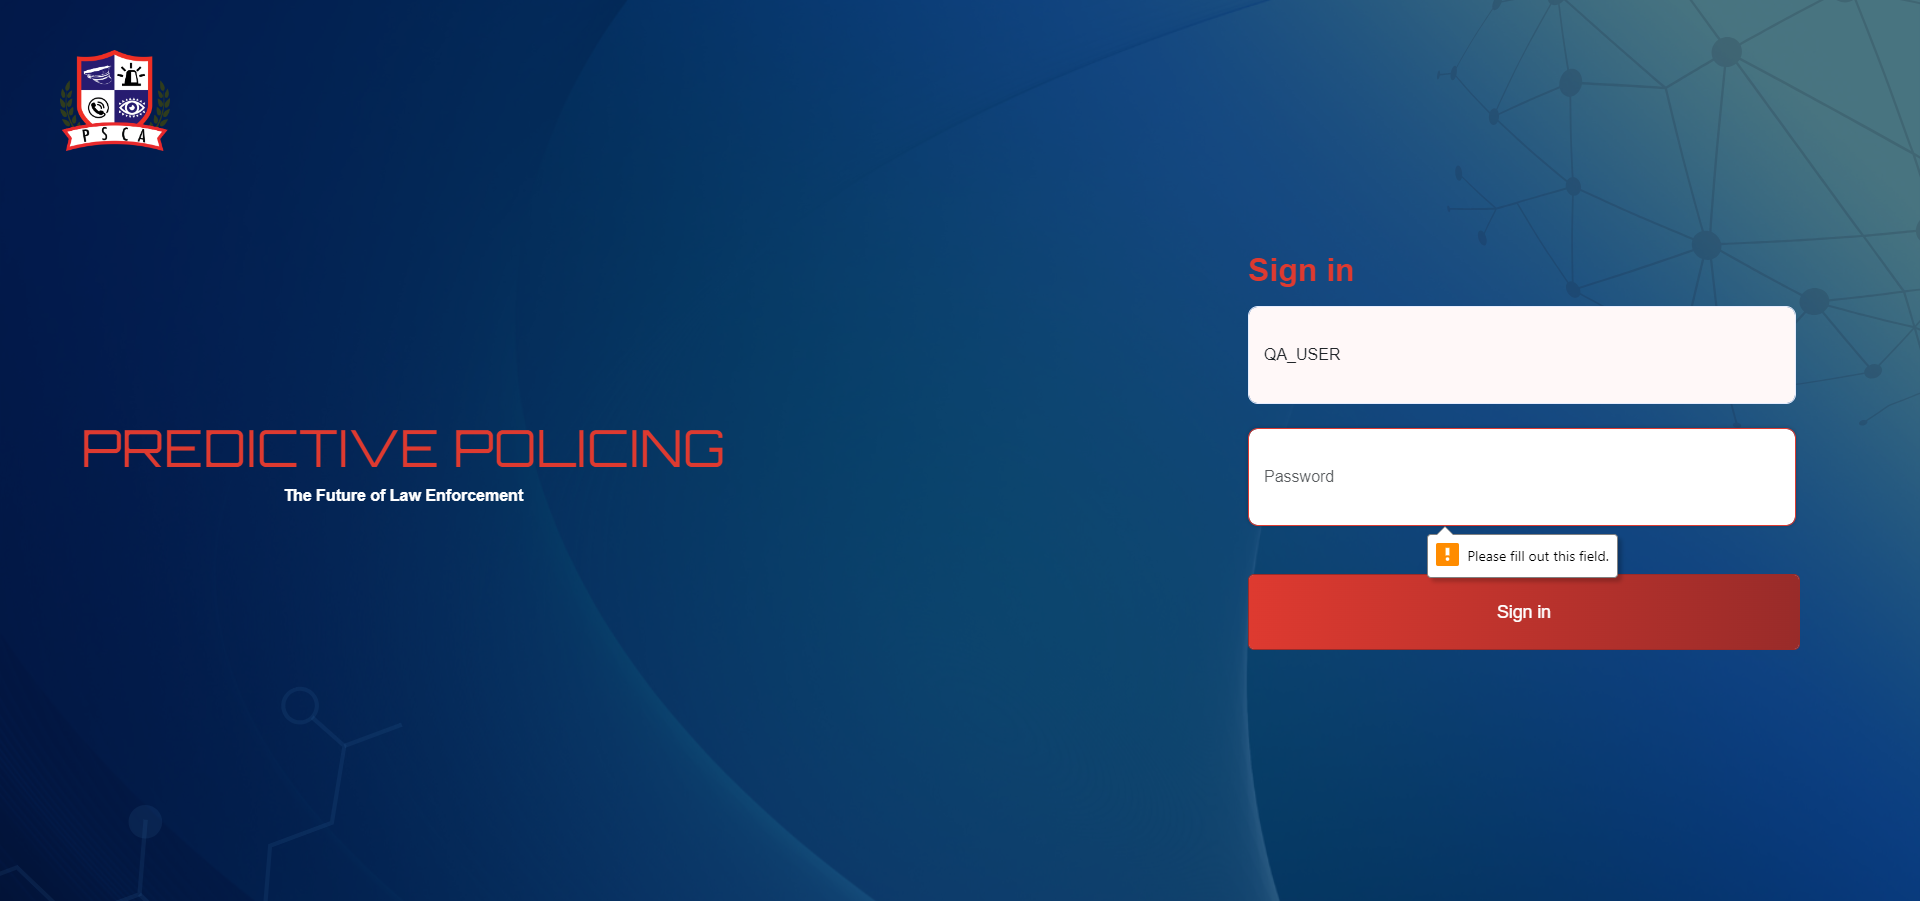 P S C A
PREDICTIVE POLICING
The Future of Law Enforcement
Sign in
QA_USER
Password
Please fill out this field.
Sign in